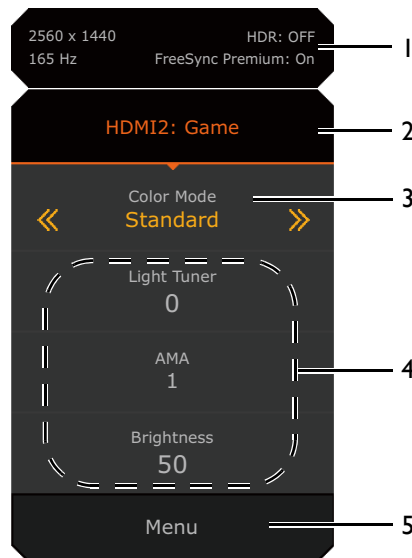 2560 x 1440 HDR: OFF 1
165 Hz FreeSync Premium: On
HDMI2: Game 2
Color Mode 3
Standard
Light Tuner
0
AMA 4
1
Brightness
50
Menu 5